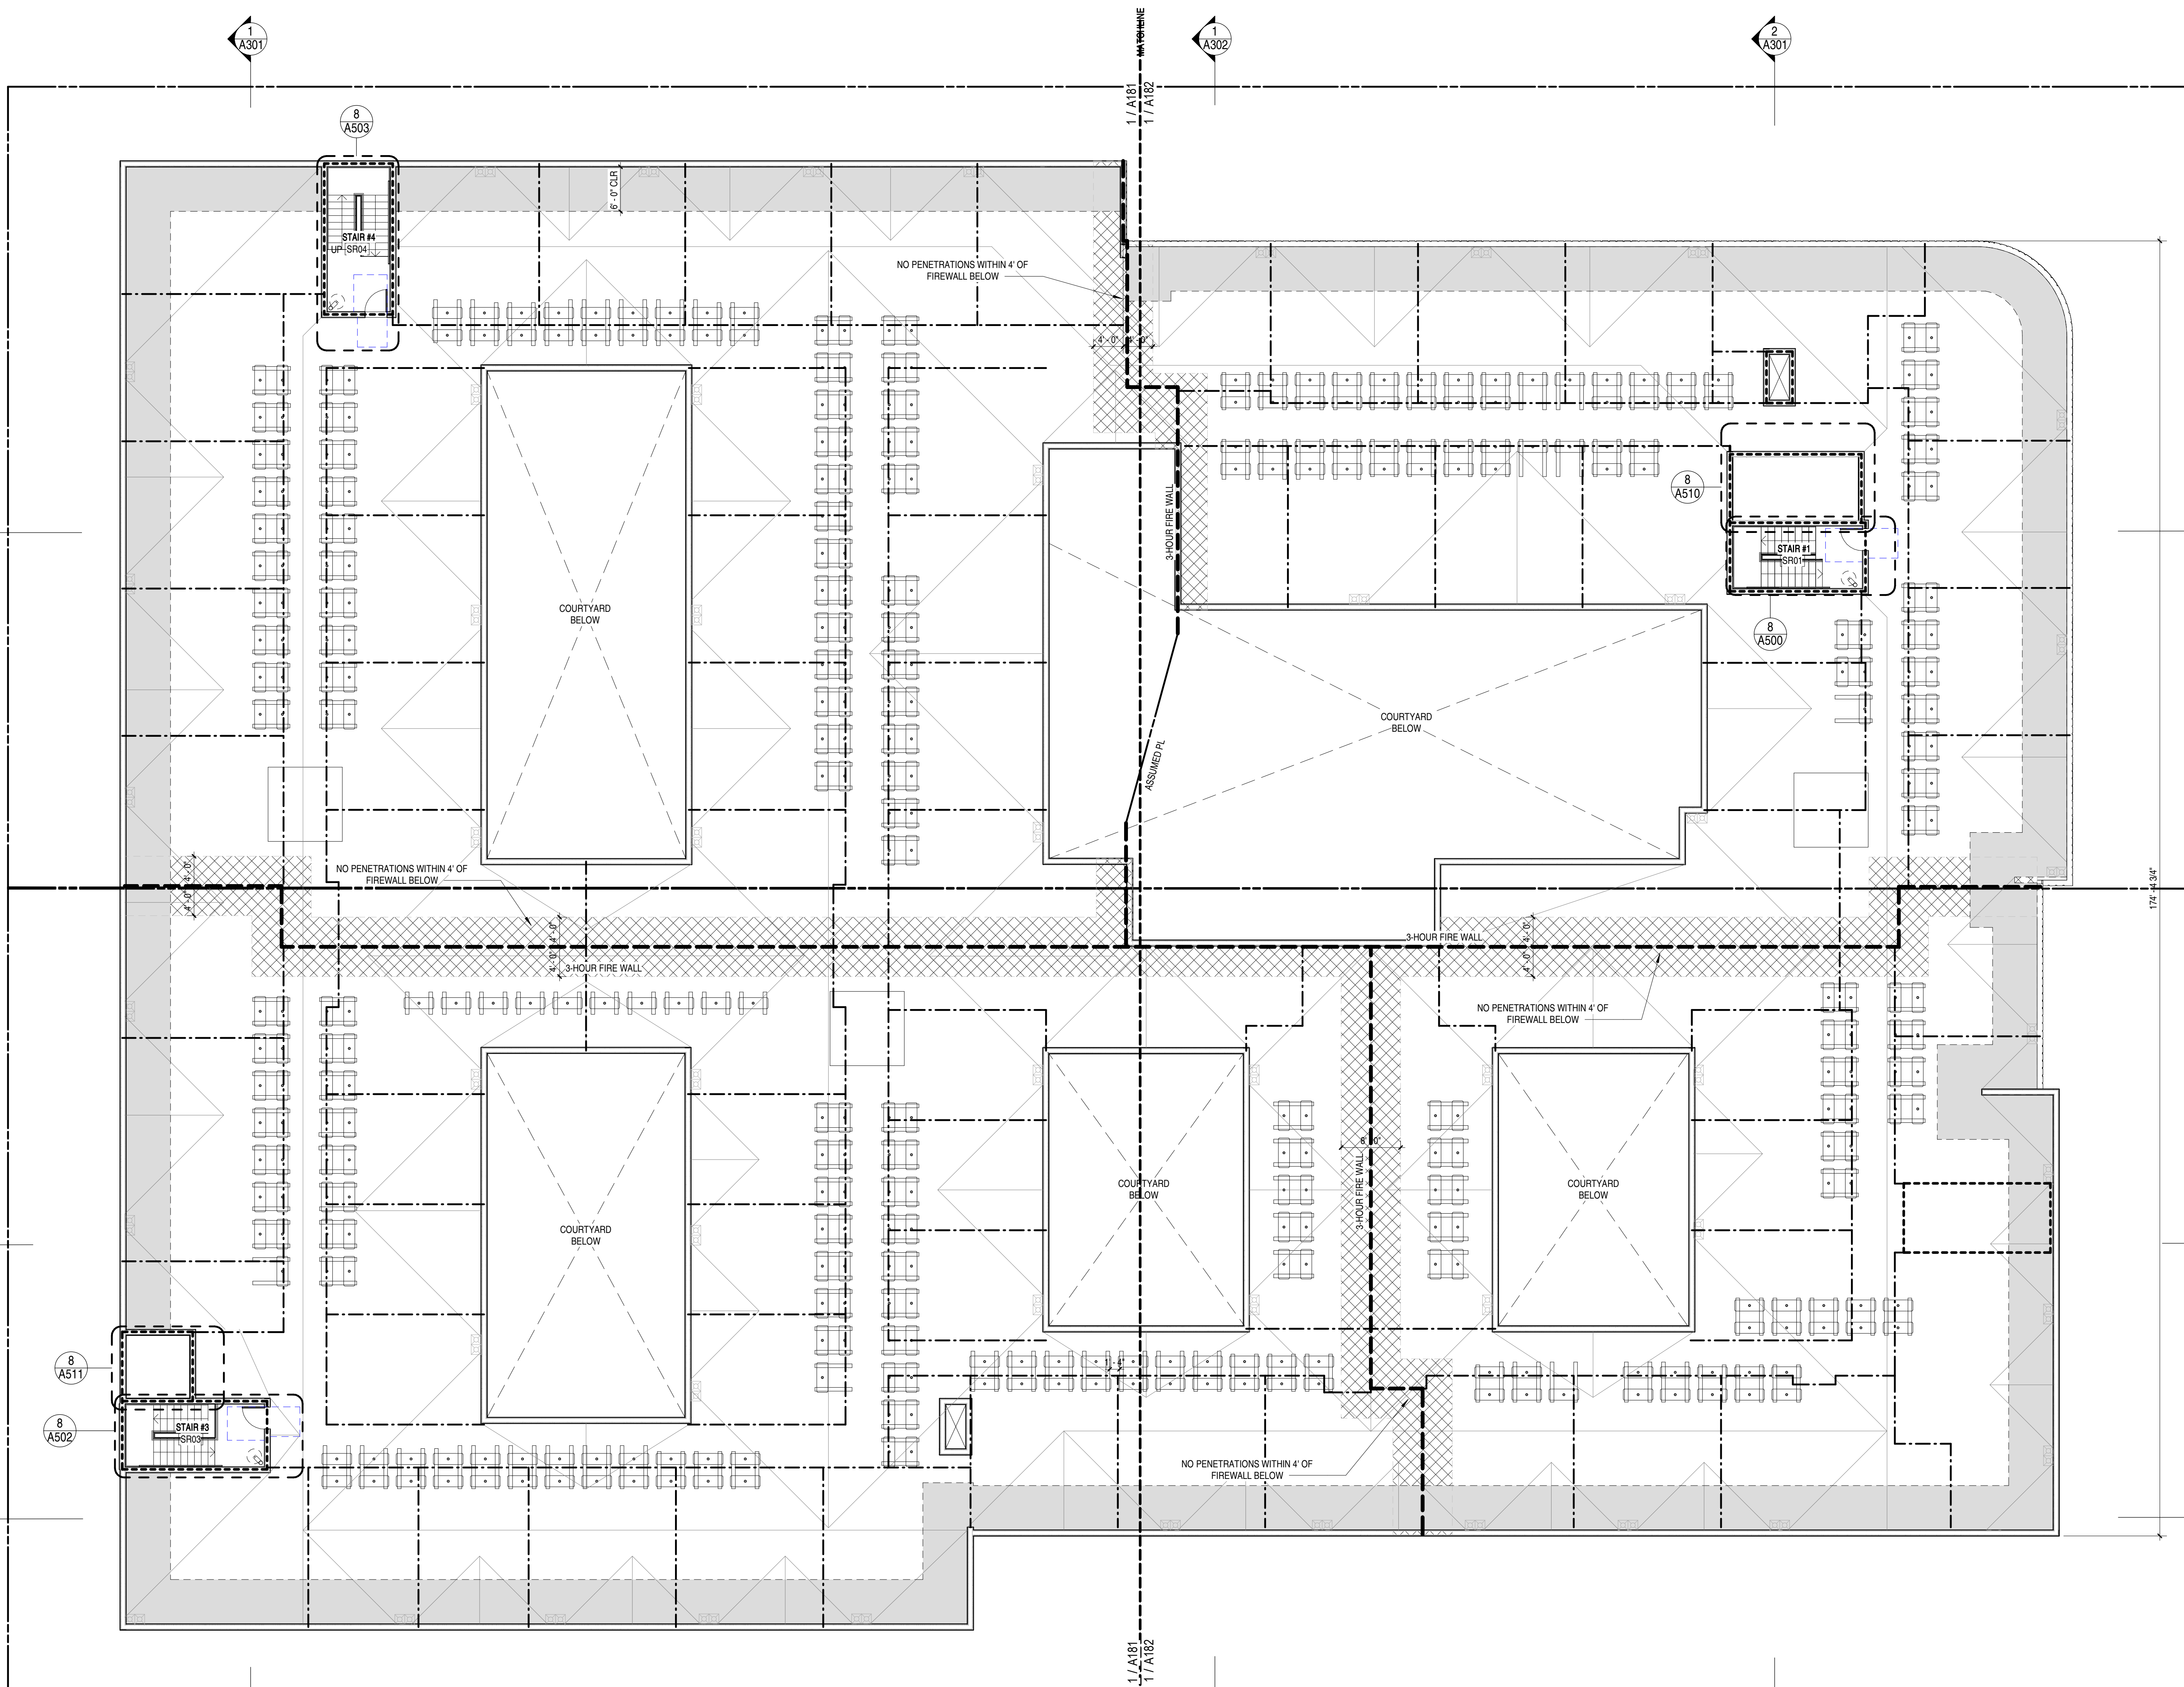 1
A301
MATCHLINE
1
A302
2
A301
1 / A181
1 / A182
8
A503
6' - 0" CLR
STAIR #4
UP SR04
NO PENETRATIONS WITHIN 4' OF
FIREWALL BELOW
4' - 0"
4' - 0"
8
A510
3-HOUR FIRE WALL
STAIR #1
SR01
8
A500
COURTYARD
BELOW
COURTYARD
BELOW
ASSUMED PL
NO PENETRATIONS WITHIN 4' OF
FIREWALL BELOW
4' - 0"
4' - 0"
174' - 4 3/4"
4' - 0"
4' - 0"
3-HOUR FIRE WALL
3-HOUR FIRE WALL
4' - 0"
4' - 0"
NO PENETRATIONS WITHIN 4' OF
FIREWALL BELOW
8' - 0"
3-HOUR FIRE WALL
COURTYARD
BELOW
COURTYARD
BELOW
COURTYARD
BELOW
8
A511
1' - 4"
8
A502
STAIR #3
SR03
NO PENETRATIONS WITHIN 4' OF
FIREWALL BELOW
1 / A181
1 / A182